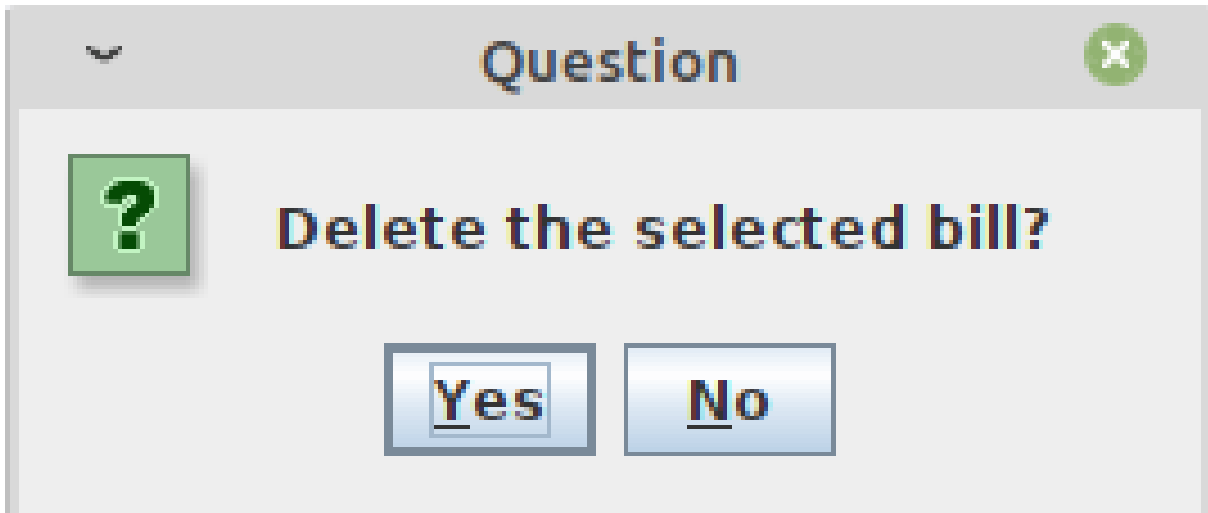 Question
?
Delete the selected bill?
Yes No